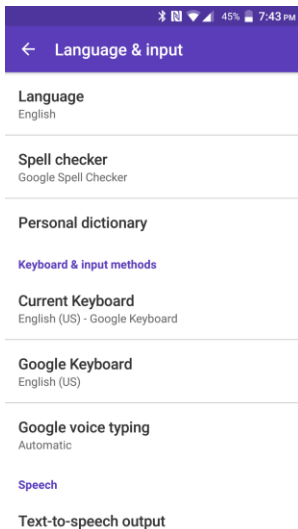 45% 7:43 PM
Language & input
Language
English
Spell checker
Google Spell Checker
Personal dictionary
Keyboard & input methods
Current Keyboard
English (US) - Google Keyboard
Google Keyboard
English (US)
Google voice typing
Automatic
Speech
Text-to-speech output